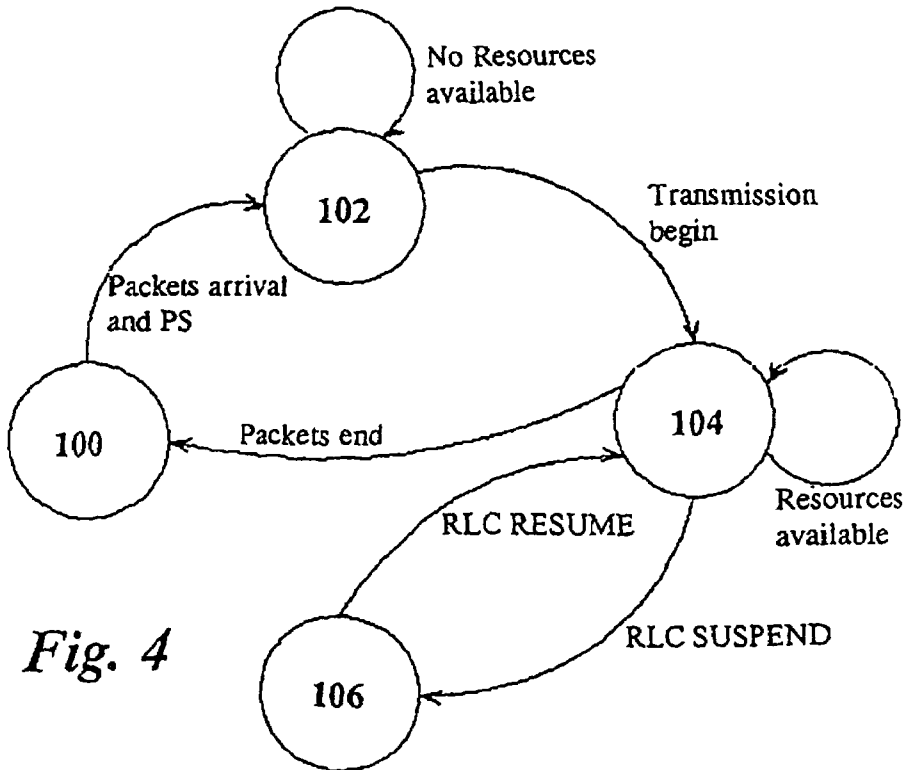 No Resources
available
102
Transmission
begin
Packets arrival
and PS
100
Packets end
104
Resources
available
RLC RESUME
RLC SUSPEND
106
Fig. 4